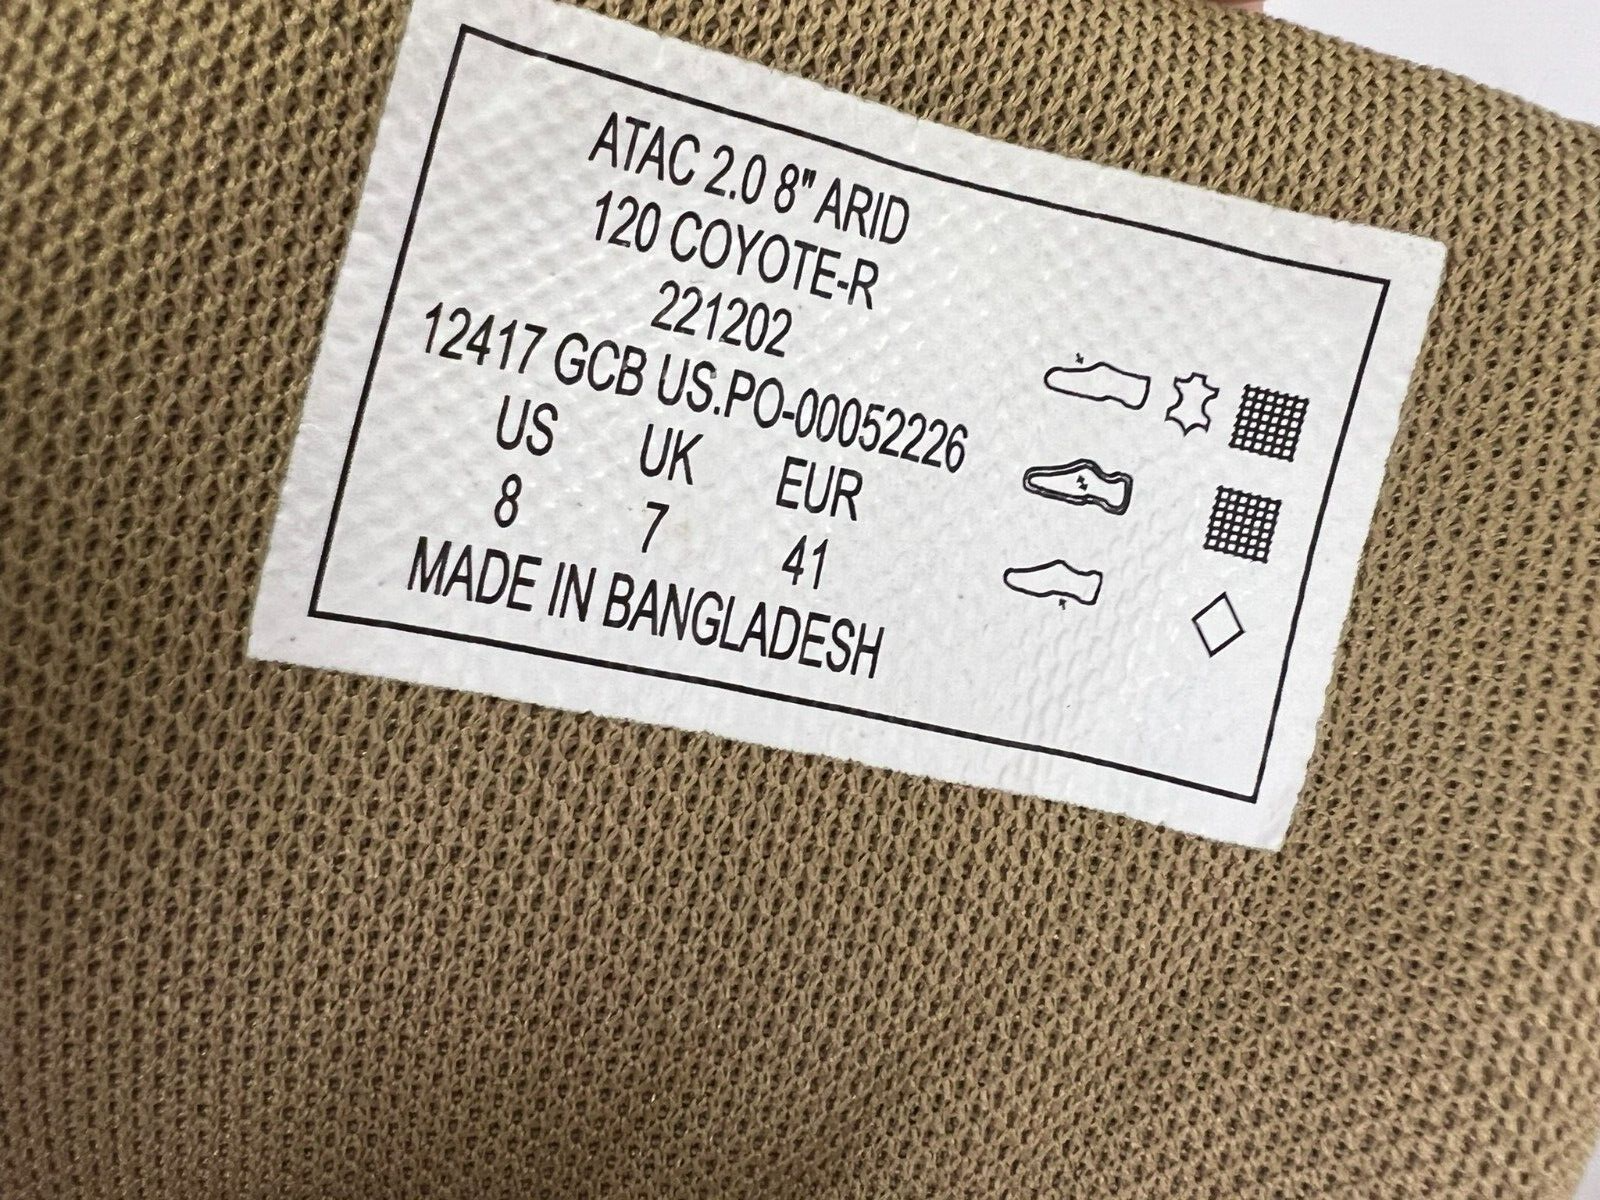 ATAC 2.0 8" ARID
120 COYOTE-R
221202
12417 GCB US.PO-00052226
US UK EUR
8 7 41
MADE IN BANGLADESH